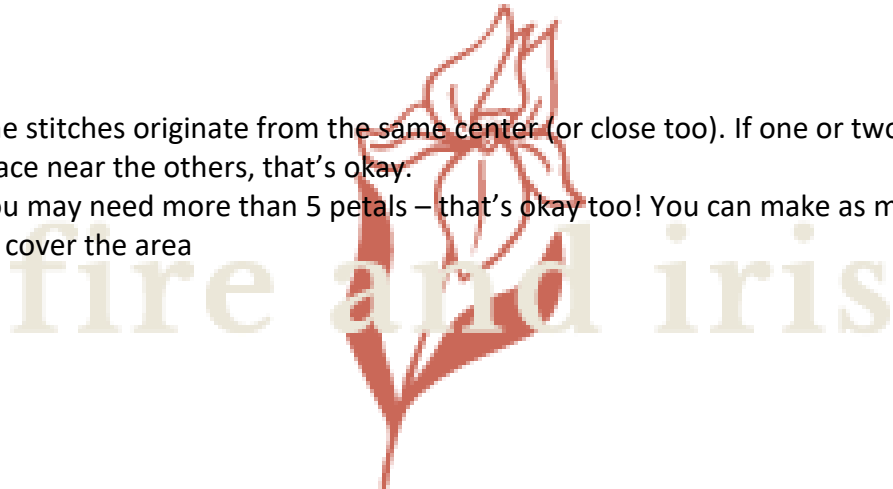 he stitches originate from the same center (or close too). If one or two
ace near the others, that's okay.
ou may need more than 5 petals – that's okay too! You can make as m
cover the area
fire and iris